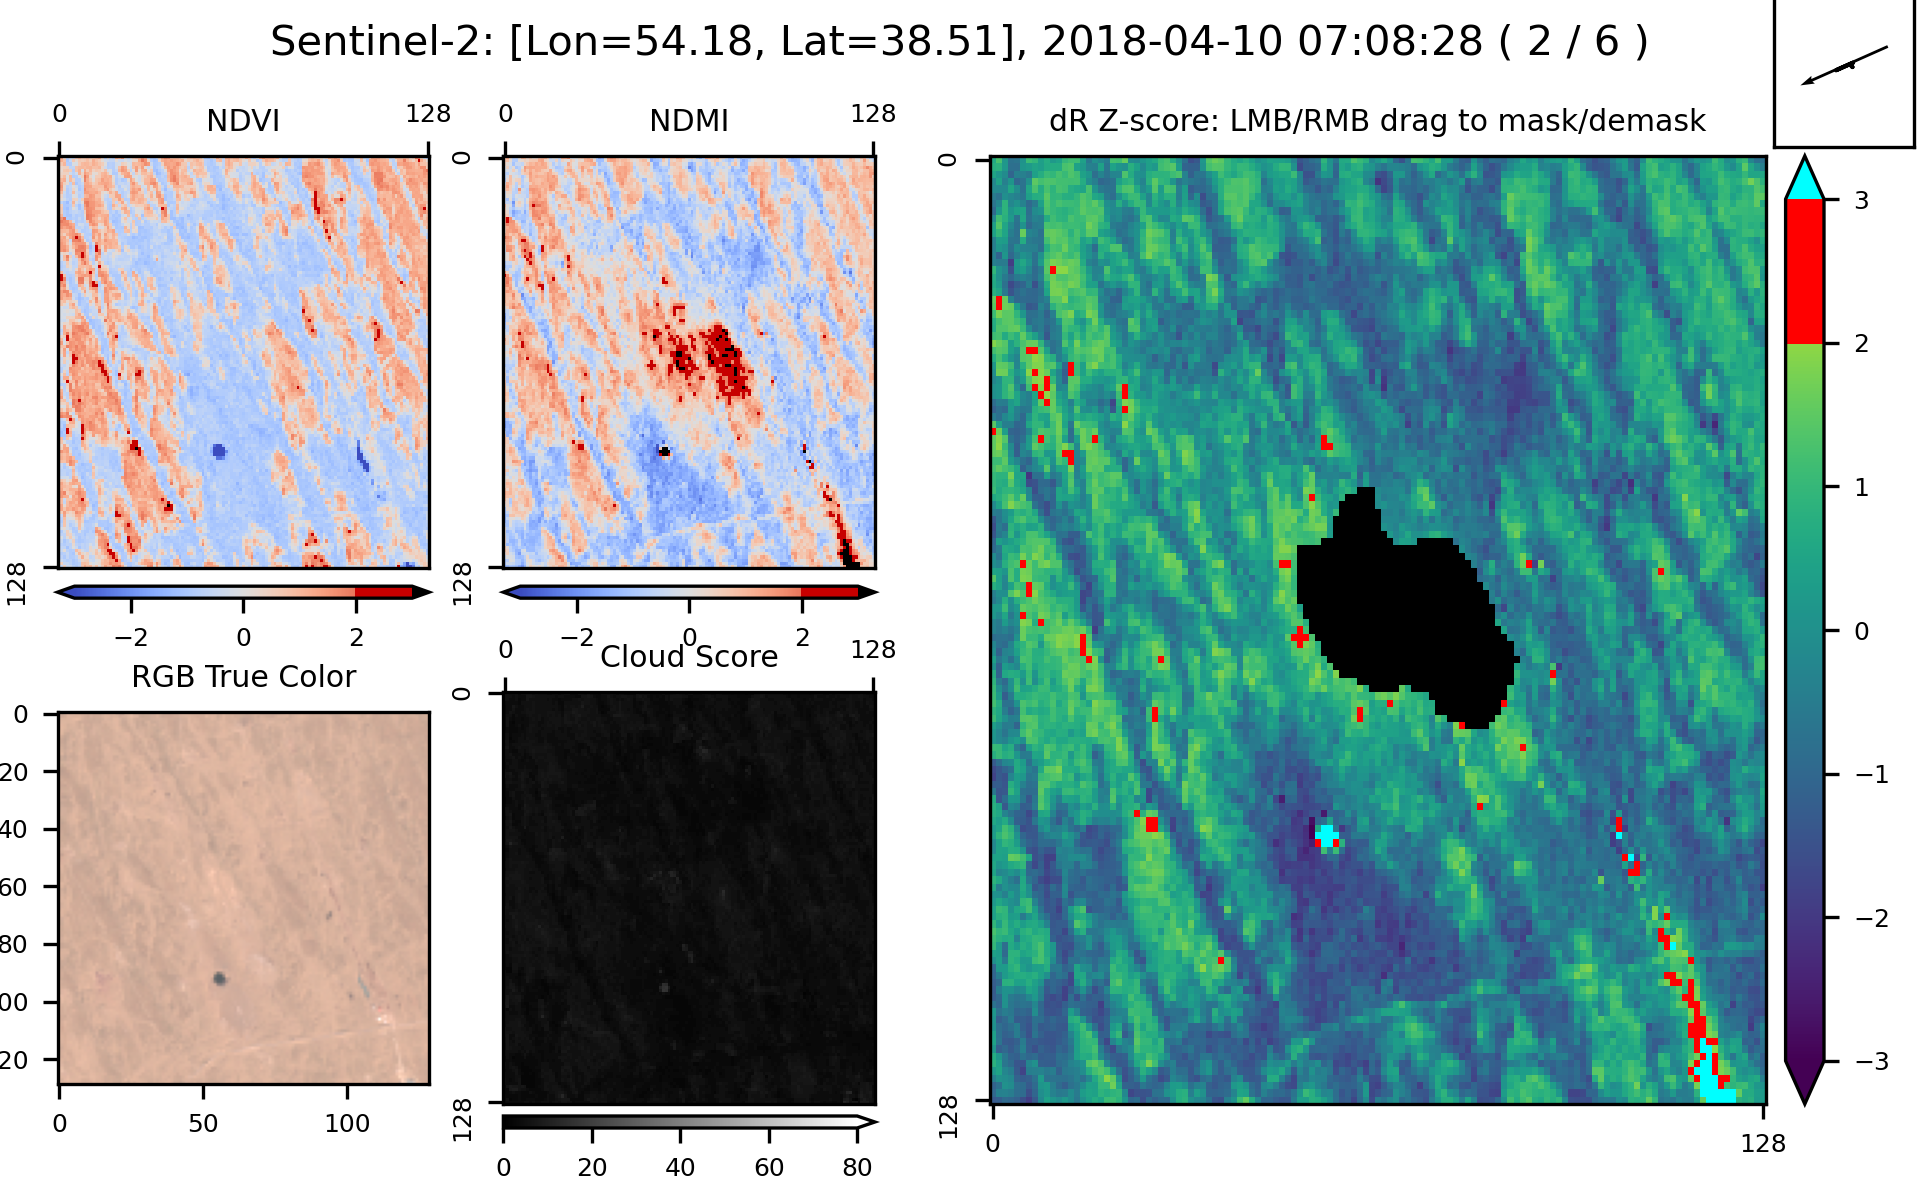 Sentinel-2: [Lon=54.18, Lat=38.51], 2018-04-10 07:08:28 ( 2 / 6 )
0 NDVI 128
0 NDMI 128
dR Z-score: LMB/RMB drag to mask/demask
0
128
0
128
0
128
0 128
3
2
1
0
−1
−2
−3
−2 0 2
−2 0 2
RGB True Color
0 Cloud Score 128
0
20
40
60
80
00
20
0 50 100
0
128
0 20 40 60 80